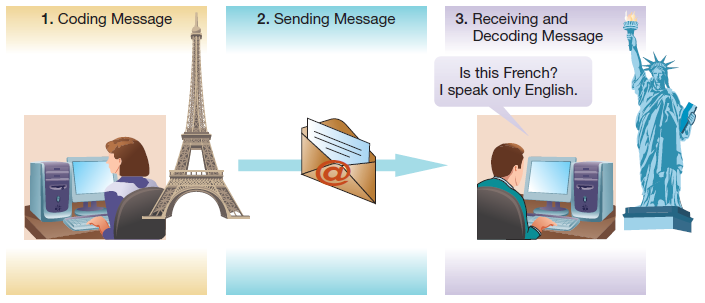 1. Coding Message
2. Sending Message
3. Receiving and
Decoding Message
Is this French?
I speak only English.
@